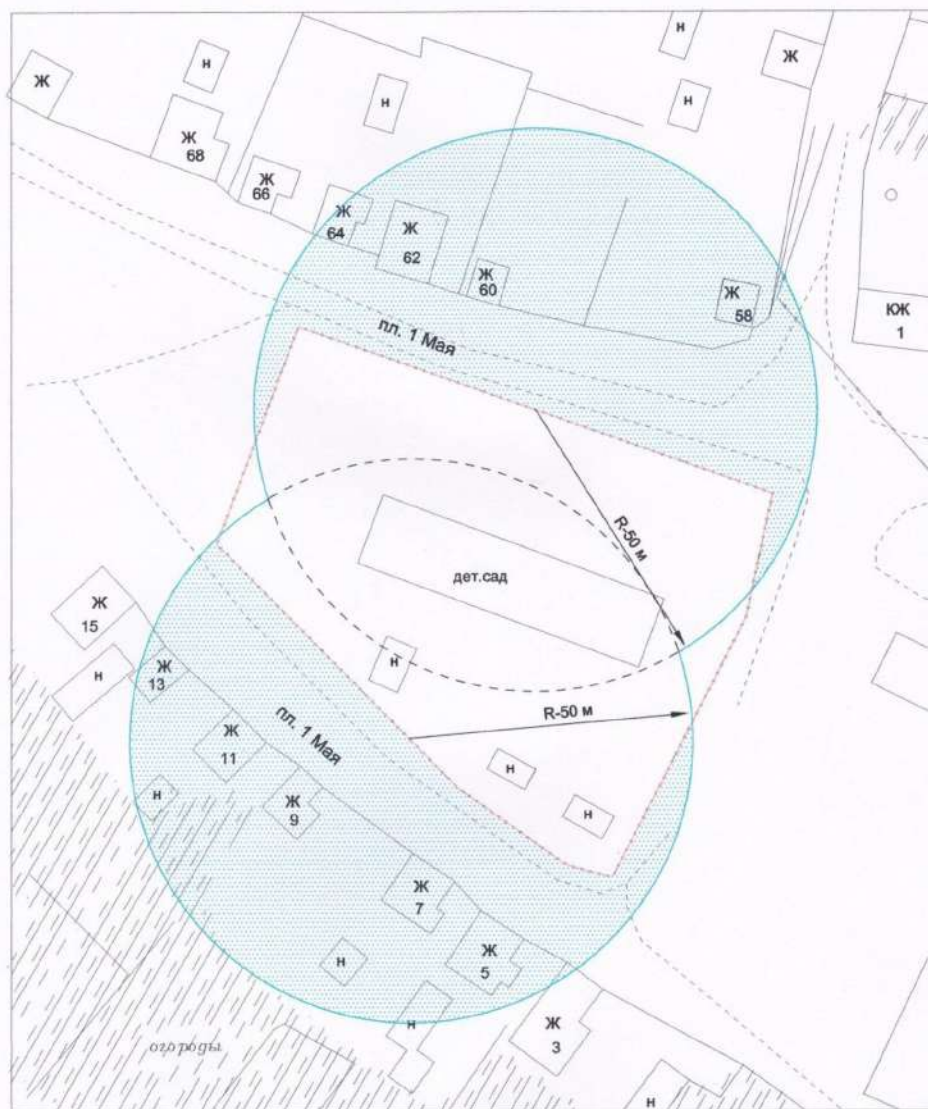 н
Ж
Ж
н
н
н
Ж
68
Ж
66
Ж
64
Ж
62
Ж
60
Ж
58
КЖ
1
пл. 1 Мая
R-50 м
дет.сад
Ж
15
н
н
Ж
13
R-50 м
пл. 1 Мая
Ж
11
н
н
Ж
9
н
Ж
7
Ж
5
н
н
Ж
3
огороды
н